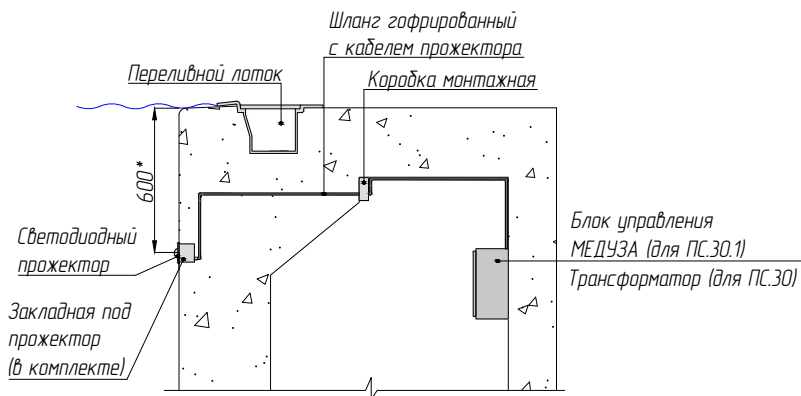 Шланг гофрированный
с кабелем прожектора
Переливной лоток
Коробка монтажная
600*
Светодиодный
прожектор
Закладная под
прожектор
(в комплекте)
Блок управления
МЕДУЗА (для ПС.30.1)
Трансформатор (для ПС.30)